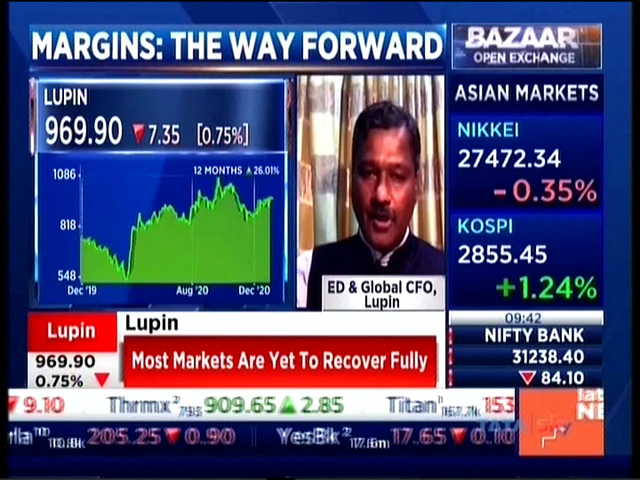 MARGINS: THE WAY FORWARD
BAZAAR
OPEN EXCHANGE
LUPIN
969.90 ▼ 7.35 [0.75%]
12 MONTHS ▲ 26.01%
1086
818
548
Dec '19 Aug '20 Dec '20
ED & Global CFO,
Lupin
ASIAN MARKETS
NIKKEI
27472.34
-0.35%
KOSPI
2855.45
+1.24%
09:42
NIFTY BANK
31238.40
▼ 84.10
Lupin
969.90
0.75% ▼
Lupin
Most Markets Are Yet To Recover Fully
▼ 9.10 Thrmx 909.65 ▲ 2.85 Titan 153
205.25 ▼ 0.90 YesBk 17.65 ▼ 0.10
TATA sky